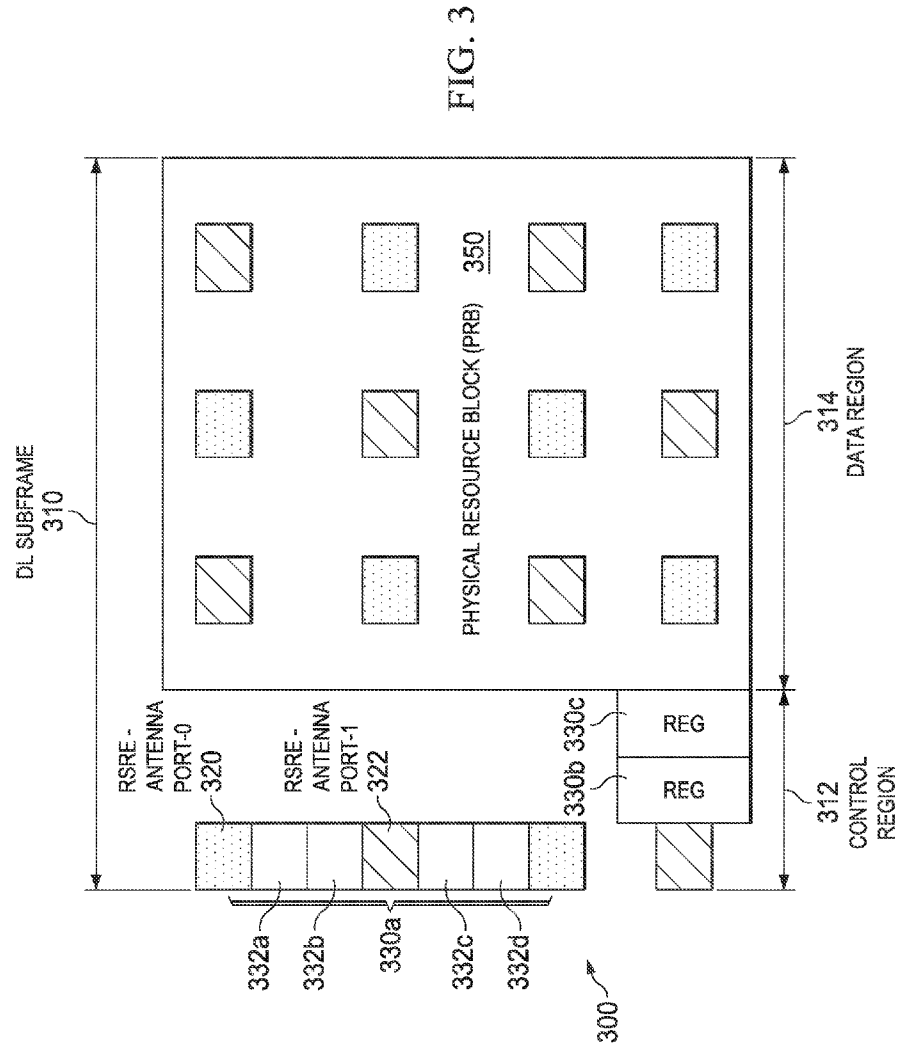 DL SUBFRAME
310
RSRE -
ANTENNA
PORT-0
320
RSRE -
ANTENNA
PORT-1
322
332a
332b
330a
332c
332d
300
330b
330c
REG
REG
PHYSICAL RESOURCE BLOCK (PRB)
350
312
CONTROL
REGION
314
DATA REGION
FIG. 3